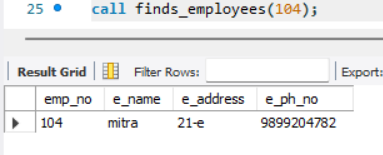 25 call finds_employees(104);
Result Grid Filter Rows: Export:
emp_no e_name e_address e_ph_no
104 mitra 21-e 9899204782